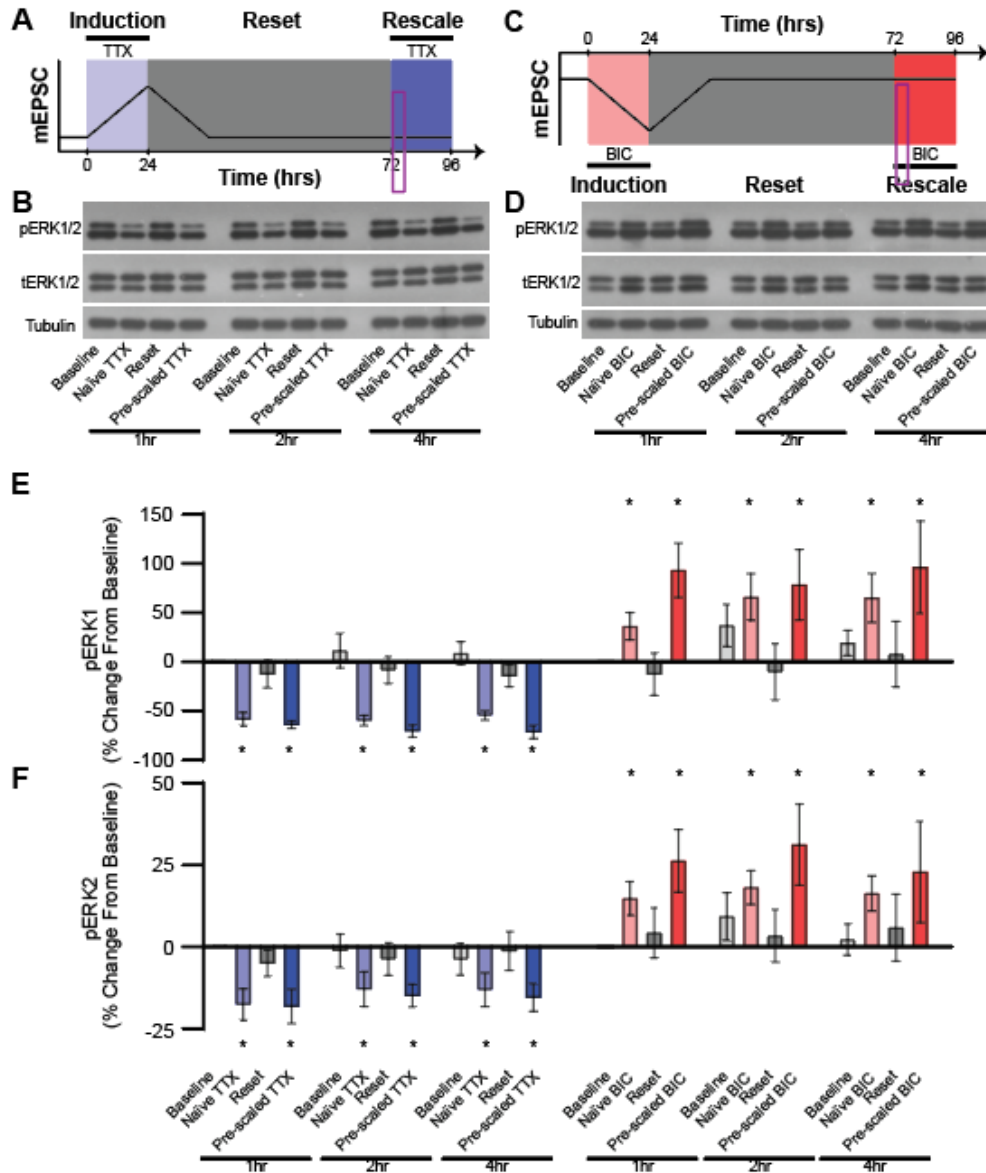 A
Induction
Reset
Rescale
TTX
TTX
mEPSC
0
24
72
96
Time (hrs)
C
Time (hrs)
0
24
72
96
mEPSC
BIC
BIC
Induction
Reset
Rescale
B
pERK1/2
tERK1/2
Tubulin
Baseline
Naïve TTX
Reset
Pre-scaled TTX
Baseline
Naïve TTX
Reset
Pre-scaled TTX
Baseline
Naïve TTX
Reset
Pre-scaled TTX
1hr
2hr
4hr
D
pERK1/2
tERK1/2
Tubulin
Baseline
Naïve BIC
Reset
Pre-scaled BIC
Baseline
Naïve BIC
Reset
Pre-scaled BIC
Baseline
Naïve BIC
Reset
Pre-scaled BIC
1hr
2hr
4hr
E
pERK1
(% Change From Baseline)
150
100
50
0
-50
-100
* * * * * *
* * * * * *
F
pERK2
(% Change From Baseline)
50
25
0
-25
* * * * * *
* * * * * *
Baseline
Naïve TTX
Reset
Pre-scaled TTX
Baseline
Naïve TTX
Reset
Pre-scaled TTX
Baseline
Naïve TTX
Reset
Pre-scaled TTX
Baseline
Naïve BIC
Reset
Pre-scaled BIC
Baseline
Naïve BIC
Reset
Pre-scaled BIC
Baseline
Naïve BIC
Reset
Pre-scaled BIC
1hr
2hr
4hr
1hr
2hr
4hr